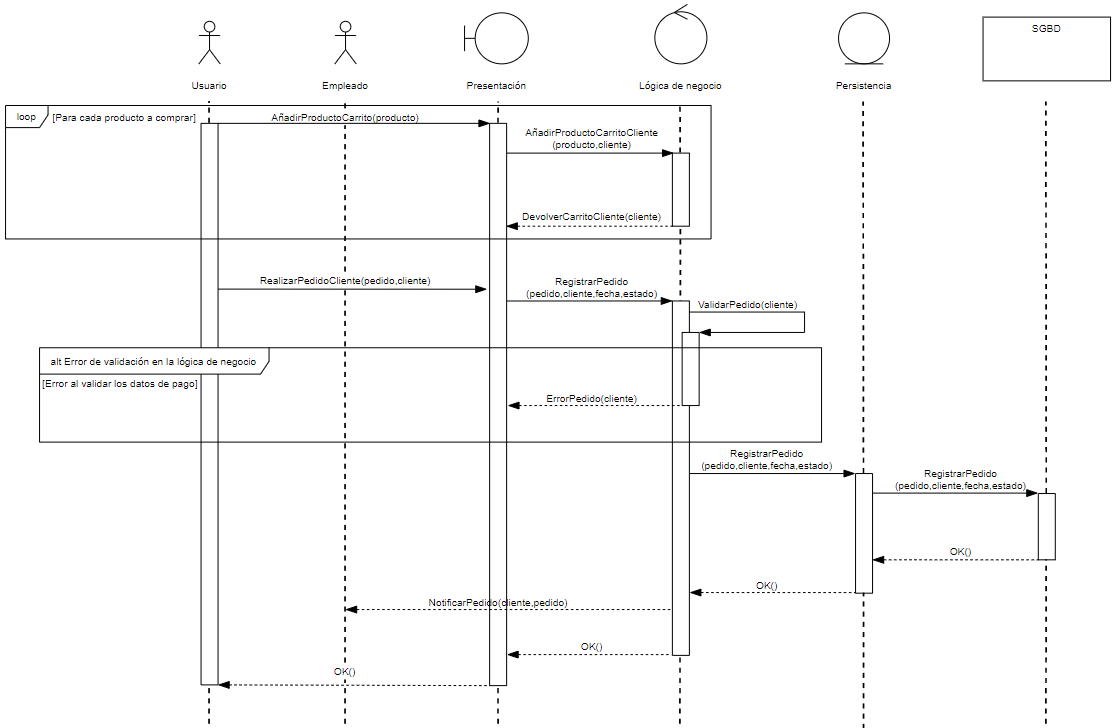 SGBD
Usuario
Empleado
Presentación
Lógica de negocio
Persistencia
loop
[Para cada producto a comprar]
AñadirProductoCarrito(producto)
AñadirProductoCarritoCliente
(producto,cliente)
DevolverCarritoCliente(cliente)
RealizarPedidoCliente(pedido,cliente)
RegistrarPedido
(pedido,cliente,fecha,estado)
ValidarPedido(cliente)
alt Error de validación en la lógica de negocio
[Error al validar los datos de pago]
ErrorPedido(cliente)
RegistrarPedido
(pedido,cliente,fecha,estado)
RegistrarPedido
(pedido,cliente,fecha,estado)
OK()
OK()
NotificarPedido(cliente,pedido)
OK()
OK()